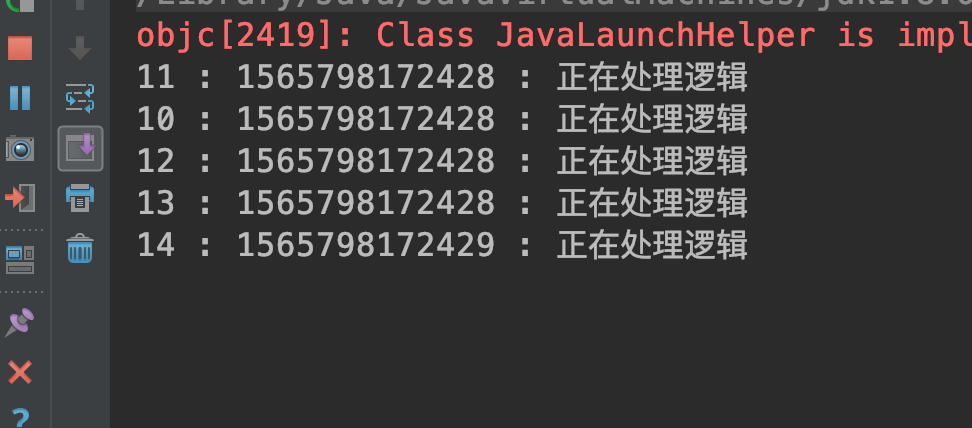 objc[2419]: Class JavaLaunchHelper is impl
11 : 1565798172428 : 正在处理逻辑
10 : 1565798172428 : 正在处理逻辑
12 : 1565798172428 : 正在处理逻辑
13 : 1565798172428 : 正在处理逻辑
14 : 1565798172429 : 正在处理逻辑
?